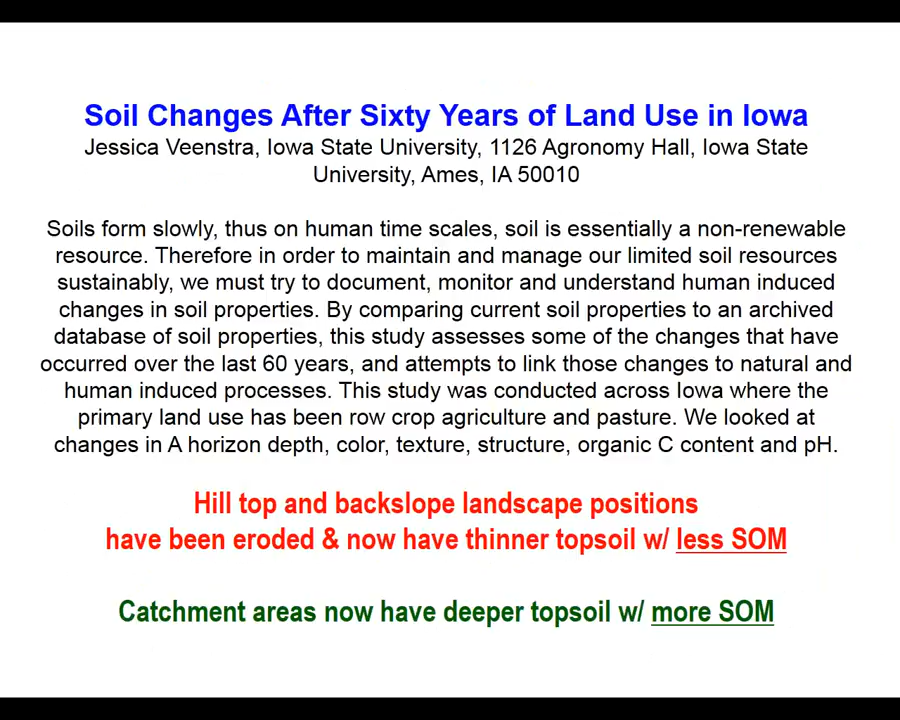 Soil Changes After Sixty Years of Land Use in Iowa
Jessica Veenstra, Iowa State University, 1126 Agronomy Hall, Iowa State
University, Ames, IA 50010
Soils form slowly, thus on human time scales, soil is essentially a non-renewable
resource. Therefore in order to maintain and manage our limited soil resources
sustainably, we must try to document, monitor and understand human induced
changes in soil properties. By comparing current soil properties to an archived
database of soil properties, this study assesses some of the changes that have
occurred over the last 60 years, and attempts to link those changes to natural and
human induced processes. This study was conducted across Iowa where the
primary land use has been row crop agriculture and pasture. We looked at
changes in A horizon depth, color, texture, structure, organic C content and pH.
Hill top and backslope landscape positions
have been eroded & now have thinner topsoil w/ less SOM
Catchment areas now have deeper topsoil w/ more SOM